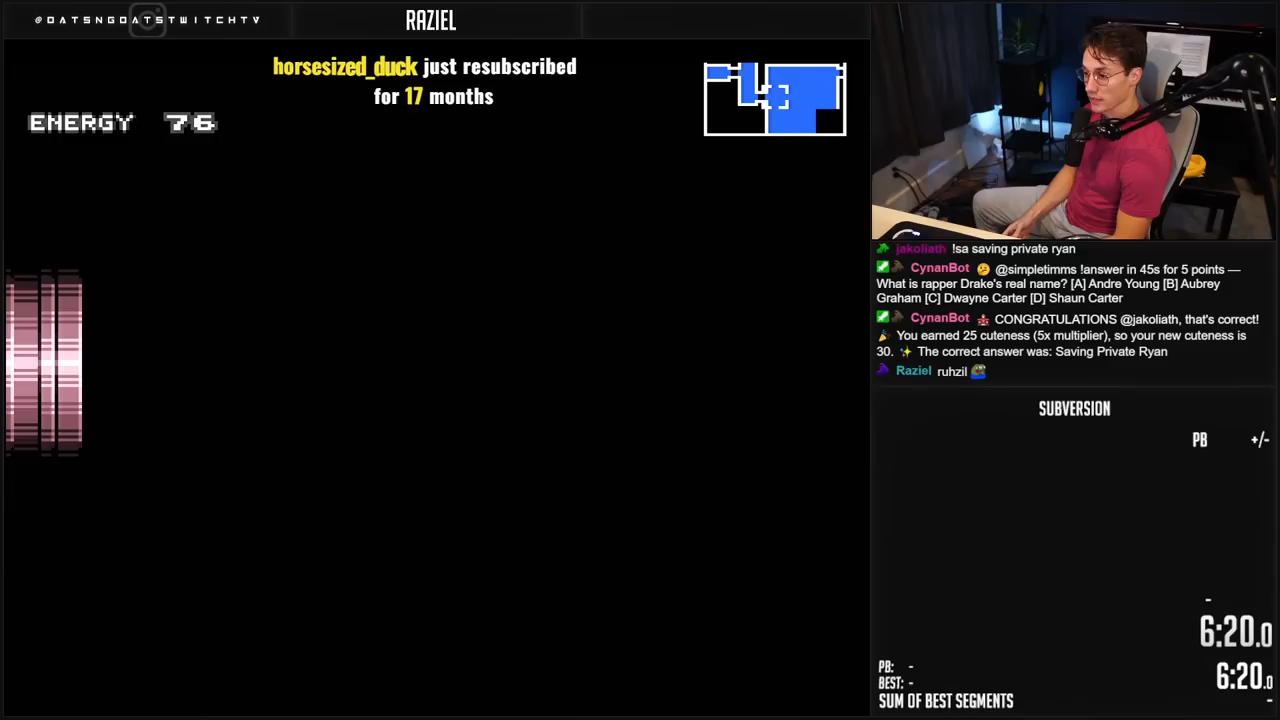 @OATSNGOATSTWITCHTV
RAZIEL
horsesized_duck just resubscribed
for 17 months
ENERGY 76
jakoliath !sa saving private ryan
CynanBot @simpletimms !answer in 45s for 5 points —
What is rapper Drake's real name? [A] Andre Young [B] Aubrey
Graham [C] Dwayne Carter [D] Shaun Carter
CynanBot CONGRATULATIONS @jakoliath, that's correct!
You earned 25 cuteness (5x multiplier), so your new cuteness is
30. The correct answer was: Saving Private Ryan
Raziel ruhzil
SUBVERSION
PB +/-
-
6:20.0
PB: -
6:20.0
BEST: -
SUM OF BEST SEGMENTS -